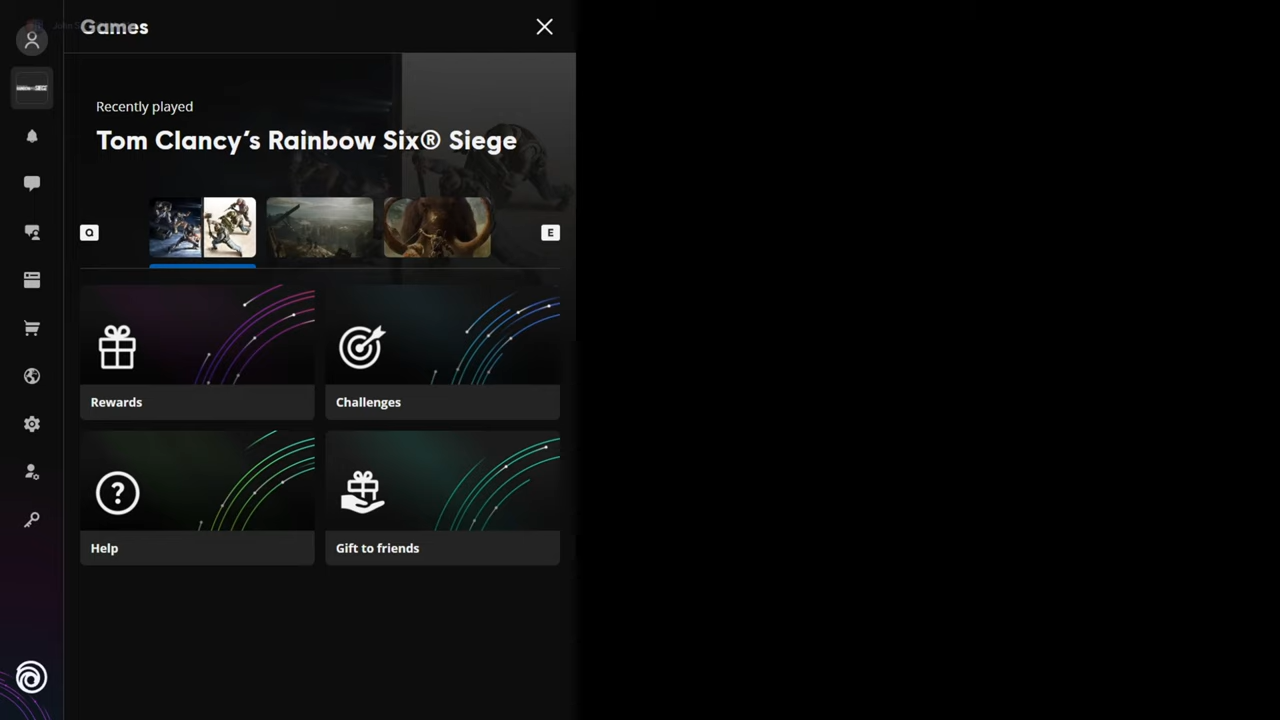 Games
Recently played
Tom Clancy's Rainbow Six® Siege
Q
E
Rewards
Challenges
Help
Gift to friends